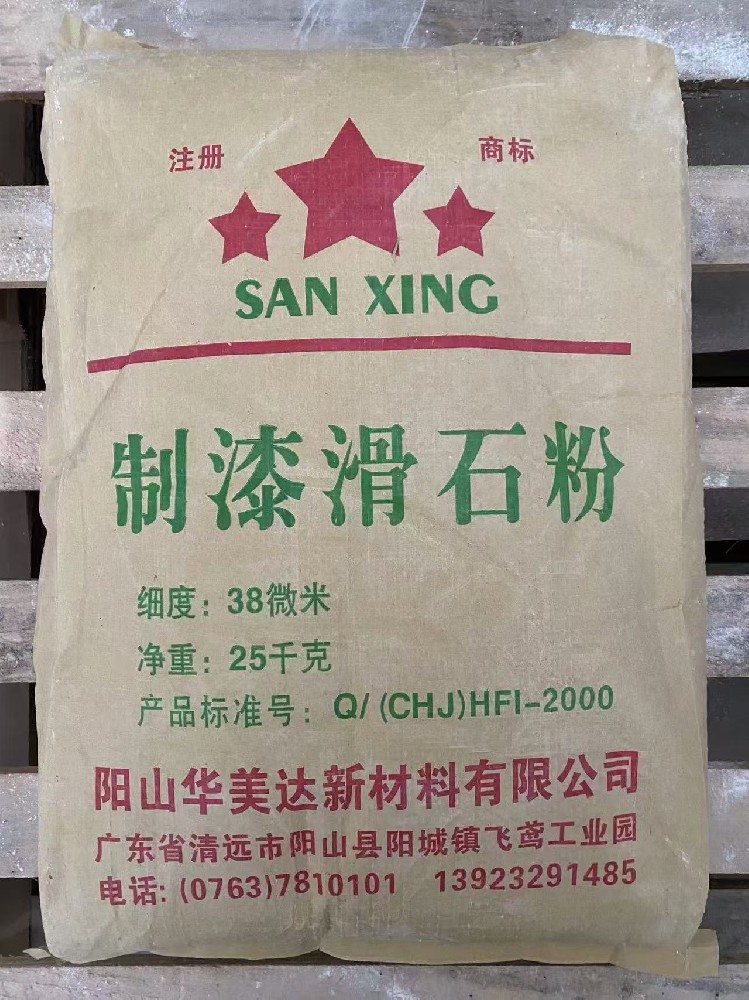 注册 商标
SAN XING
制漆滑石粉
细度：38微米
净重：25千克
产品标准号：Q/(CHJ)HFI-2000
阳山华美达新材料有限公司
广东省清远市阳山县阳城镇飞鸢工业园
电话:(0763)7810101 13923291485